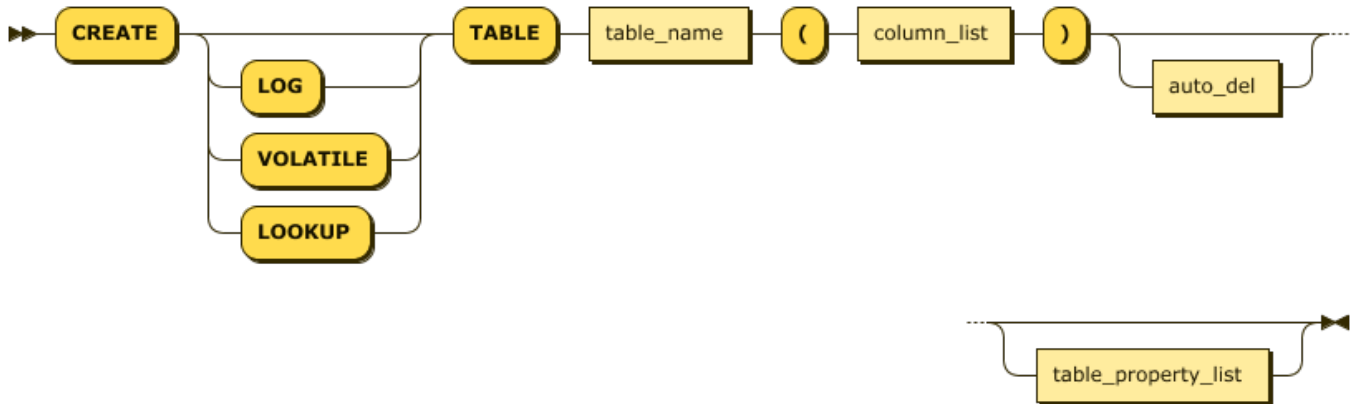 CREATE TABLE table_name ( column_list )
LOG auto_del
VOLATILE
LOOKUP
table_property_list